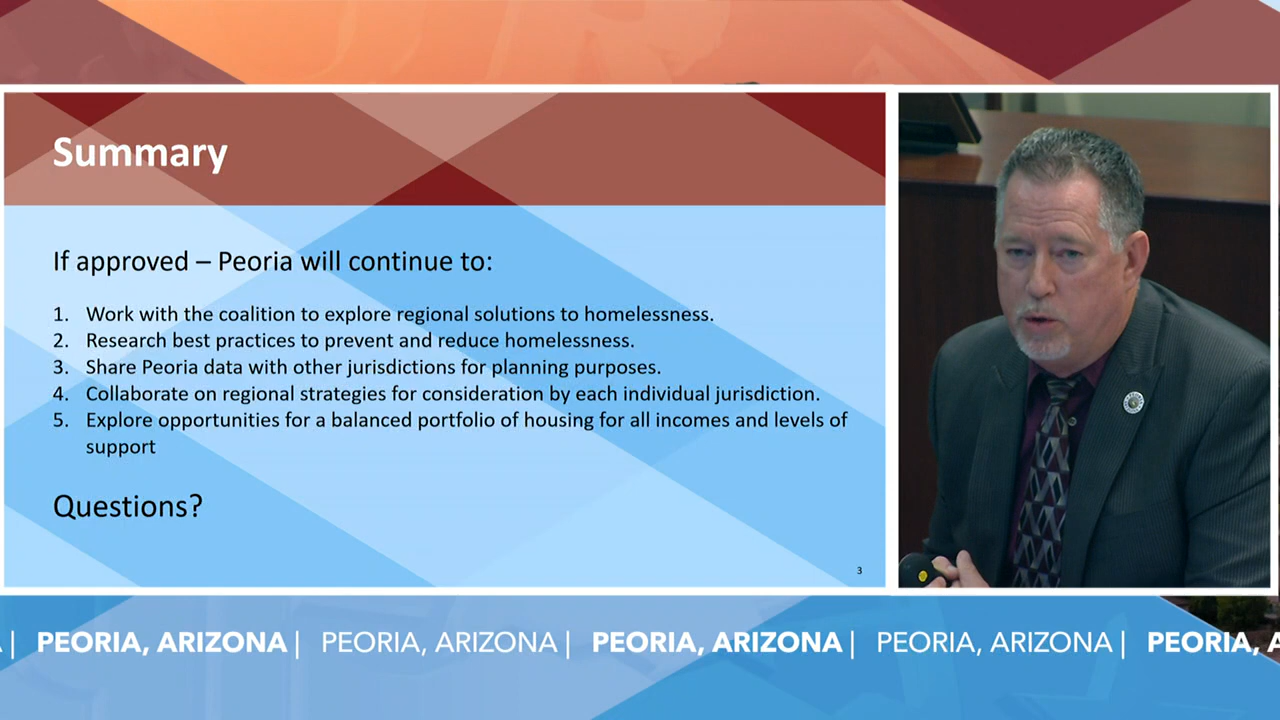 Summary
If approved – Peoria will continue to:
1. Work with the coalition to explore regional solutions to homelessness.
2. Research best practices to prevent and reduce homelessness.
3. Share Peoria data with other jurisdictions for planning purposes.
4. Collaborate on regional strategies for consideration by each individual jurisdiction.
5. Explore opportunities for a balanced portfolio of housing for all incomes and levels of
support
Questions?
3
A | PEORIA, ARIZONA | PEORIA, ARIZONA | PEORIA, ARIZONA | PEORIA, ARIZONA | PEORIA, A